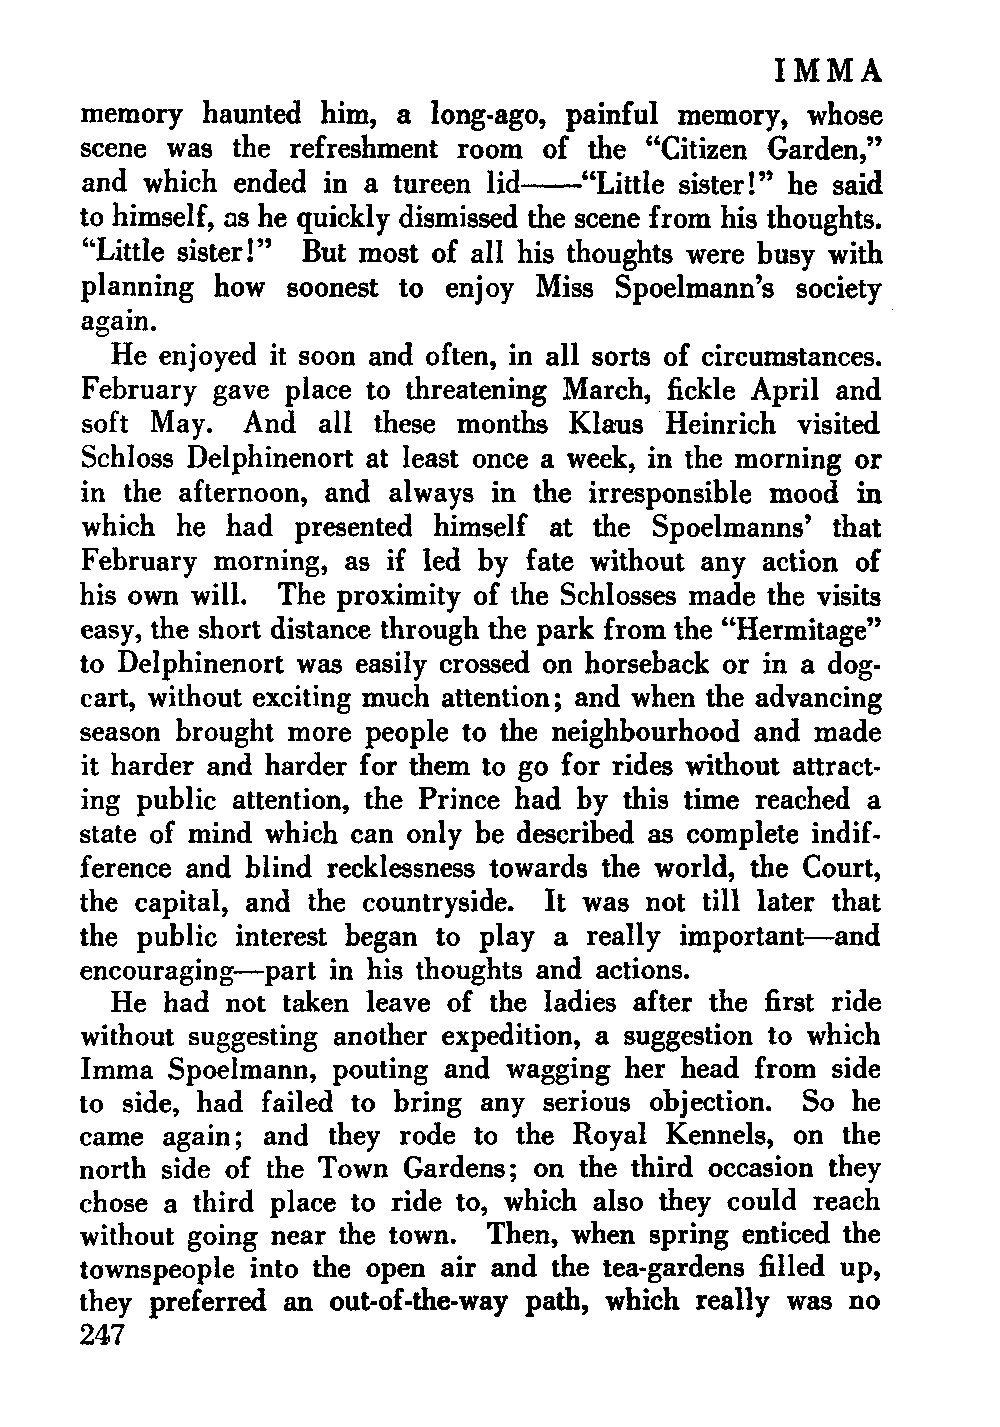 IMMA
memory haunted him, a long-ago, painful memory, whose
scene was the refreshment room of the “Citizen Garden,”
and which ended in a tureen lid——“Little sister!” he said
to himself, as he quickly dismissed the scene from his thoughts.
“Little sister!” But most of all his thoughts were busy with
planning how soonest to enjoy Miss Spoelmann’s society
again.
He enjoyed it soon and often, in all sorts of circumstances.
February gave place to threatening March, fickle April and
soft May. And all these months Klaus Heinrich visited
Schloss Delphinenort at least once a week, in the morning or
in the afternoon, and always in the irresponsible mood in
which he had presented himself at the Spoelmanns’ that
February morning, as if led by fate without any action of
his own will. The proximity of the Schlosses made the visits
easy, the short distance through the park from the “Hermitage”
to Delphinenort was easily crossed on horseback or in a dog-
cart, without exciting much attention; and when the advancing
season brought more people to the neighbourhood and made
it harder and harder for them to go for rides without attract-
ing public attention, the Prince had by this time reached a
state of mind which can only be described as complete indif-
ference and blind recklessness towards the world, the Court,
the capital, and the countryside. It was not till later that
the public interest began to play a really important—and
encouraging—part in his thoughts and actions.
He had not taken leave of the ladies after the first ride
without suggesting another expedition, a suggestion to which
Imma Spoelmann, pouting and wagging her head from side
to side, had failed to bring any serious objection. So he
came again; and they rode to the Royal Kennels, on the
north side of the Town Gardens; on the third occasion they
chose a third place to ride to, which also they could reach
without going near the town. Then, when spring enticed the
townspeople into the open air and the tea-gardens filled up,
they preferred an out-of-the-way path, which really was no
247